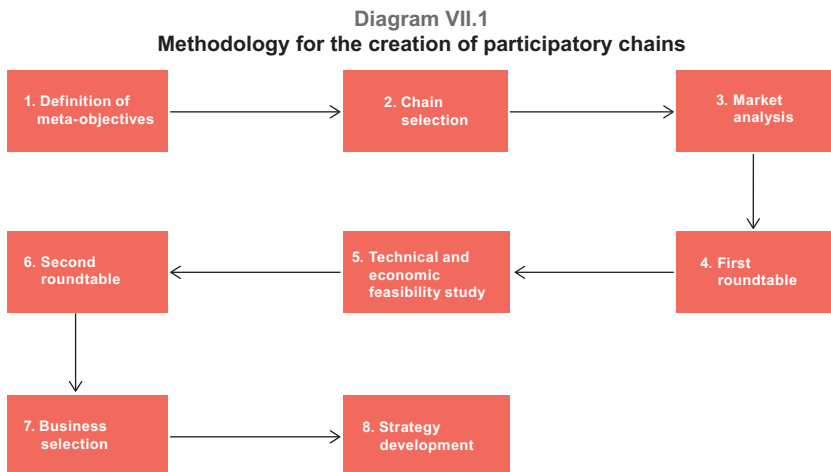 Diagram VII.1
Methodology for the creation of participatory chains
1. Definition of
meta-objectives
2. Chain
selection
3. Market
analysis
4. First
roundtable
5. Technical and
economic
feasibility study
6. Second
roundtable
7. Business
selection
8. Strategy
development